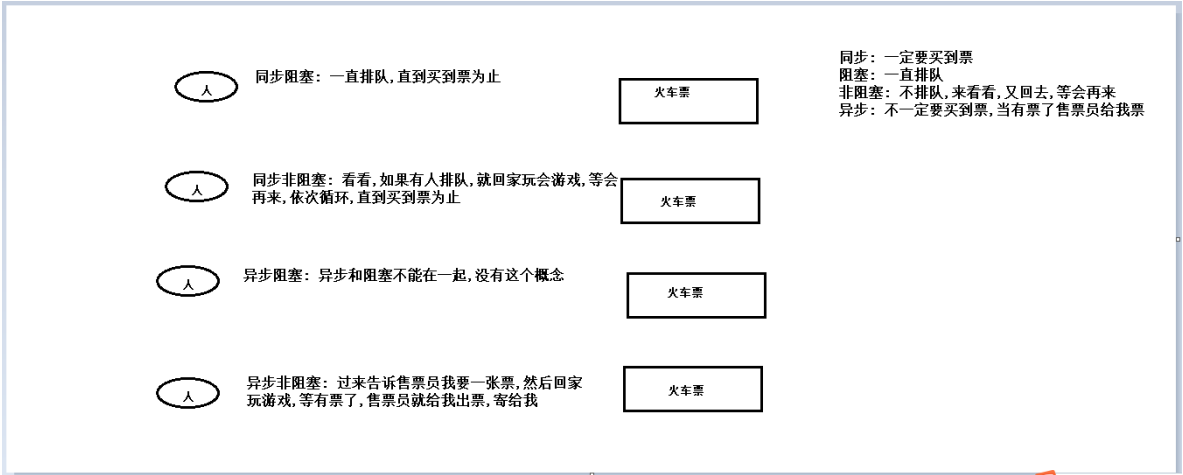 同步阻塞：一直排队,直到买到票为止
人
火车票
同步：一定要买到票
阻塞：一直排队
非阻塞：不排队,来看看,又回去,等会再来
异步：不一定要买到票,当有票了售票员给我票
同步非阻塞：看看,如果有人排队,就回家玩会游戏,等会
再来,依次循环,直到买到票为止
人
火车票
异步阻塞：异步和阻塞不能在一起,没有这个概念
人
火车票
异步非阻塞：过来告诉售票员我要一张票,然后回家
玩游戏,等有票了,售票员就给我出票,寄给我
人
火车票